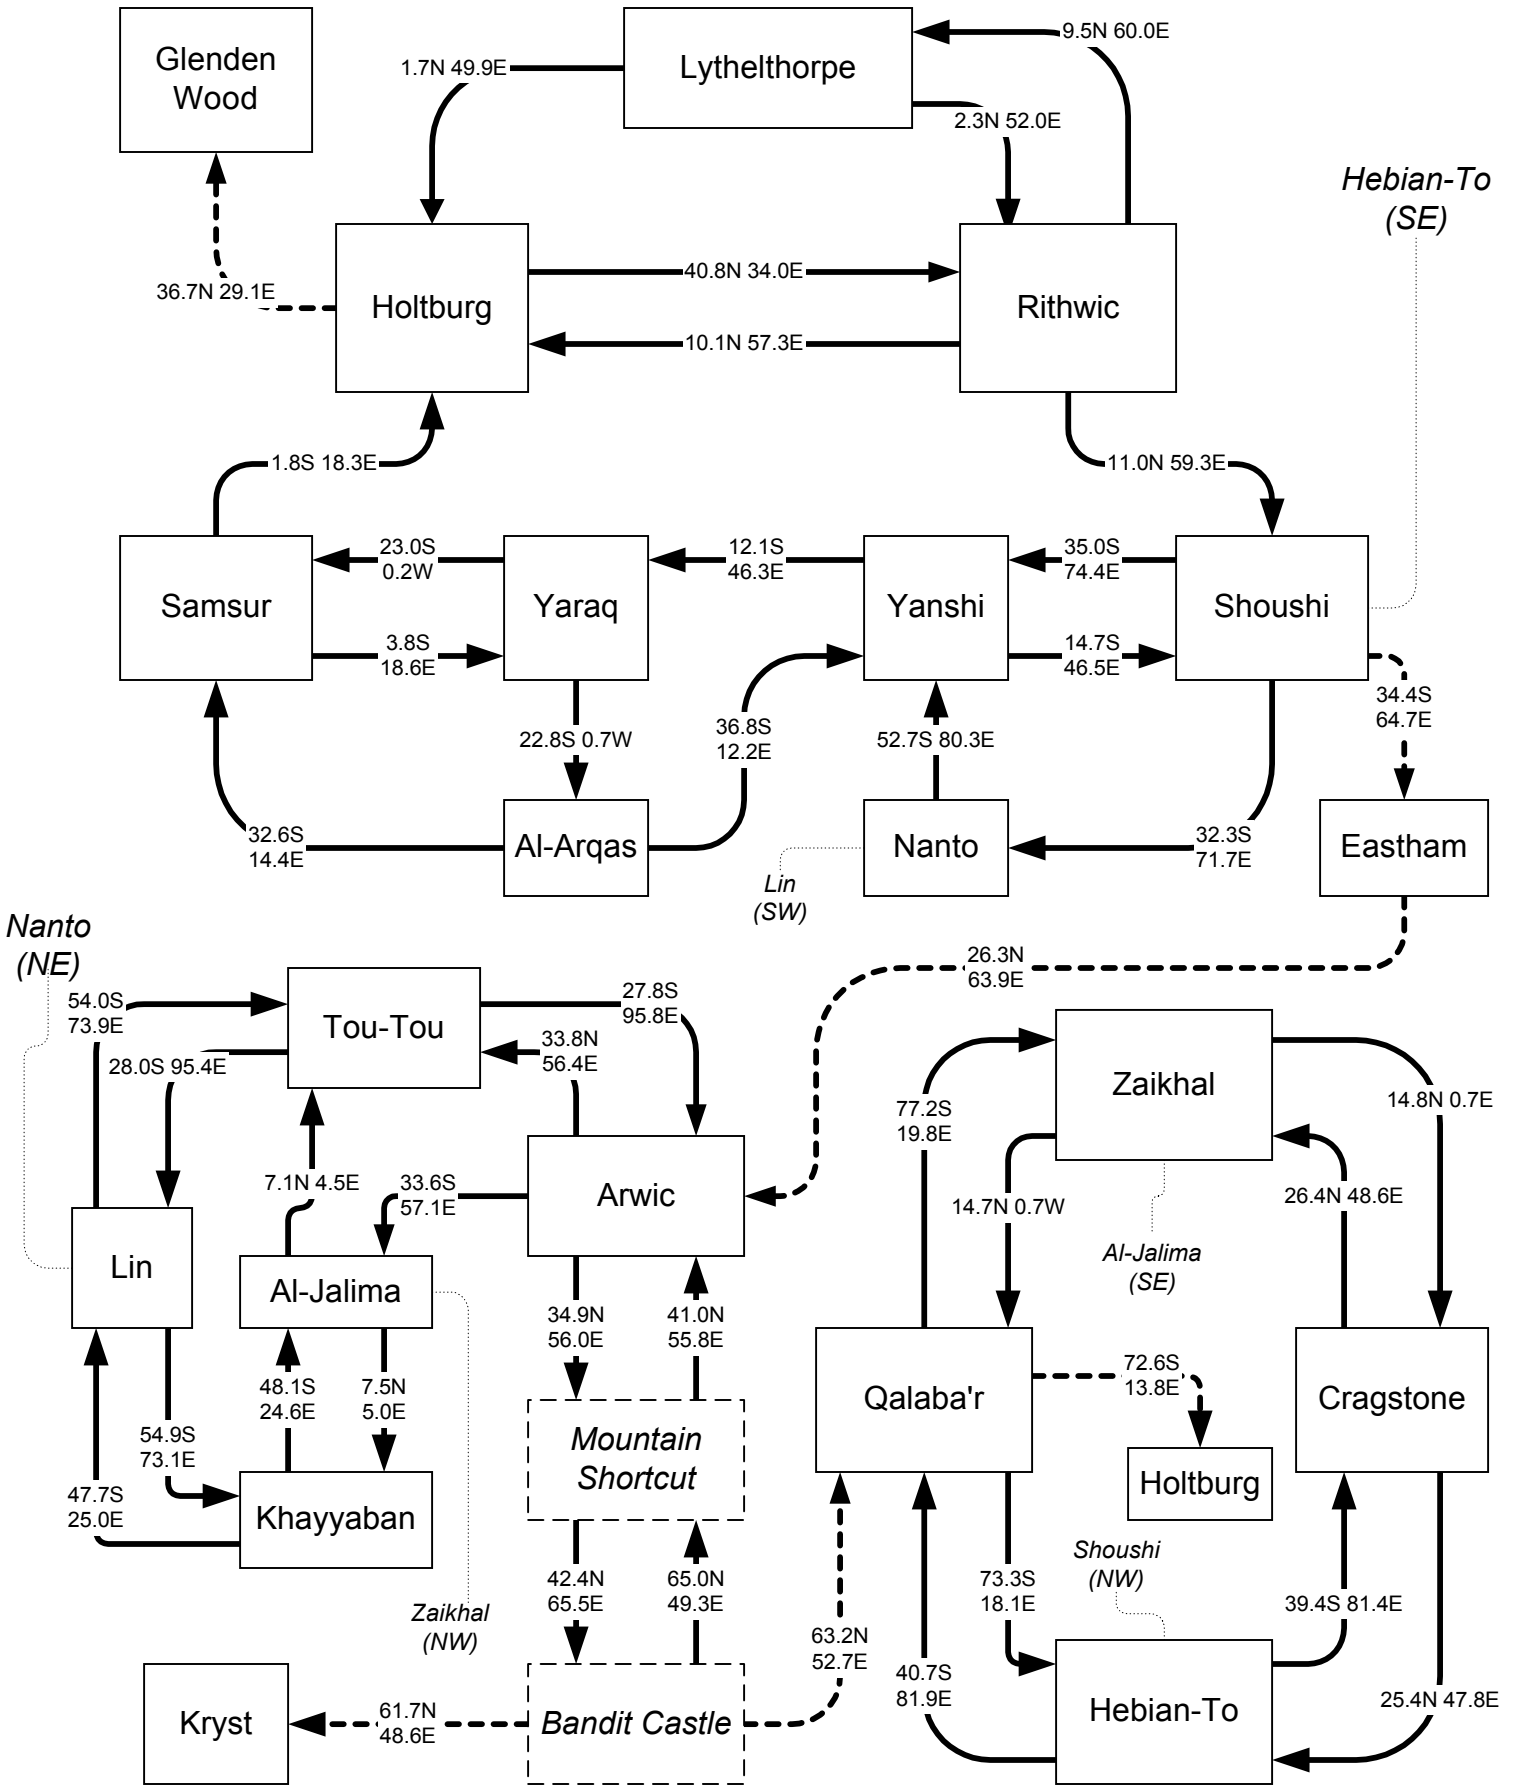 Glenden
Wood
1.7N 49.9E
Lythelthorpe
9.5N 60.0E
2.3N 52.0E
Hebian-To
(SE)
36.7N 29.1E
Holtburg
40.8N 34.0E
10.1N 57.3E
Rithwic
1.8S 18.3E
11.0N 59.3E
Samsur
23.0S
0.2W
3.8S
18.6E
Yaraq
12.1S
46.3E
Yanshi
35.0S
74.4E
14.7S
46.5E
Shoushi
34.4S
64.7E
22.8S 0.7W
36.8S
12.2E
52.7S 80.3E
32.6S
14.4E
Al-Arqas
Nanto
32.3S
71.7E
Eastham
Lin
(SW)
Nanto
(NE)
26.3N
63.9E
54.0S
73.9E
Tou-Tou
27.8S
95.8E
33.8N
56.4E
28.0S 95.4E
Zaikhal
14.8N 0.7E
77.2S
19.8E
7.1N 4.5E
33.6S
57.1E
Arwic
14.7N 0.7W
26.4N 48.6E
Al-Jalima
(SE)
Lin
Al-Jalima
34.9N
56.0E
41.0N
55.8E
48.1S
24.6E
7.5N
5.0E
Qalaba'r
72.6S
13.8E
Cragstone
54.9S
73.1E
Mountain
Shortcut
Holtburg
47.7S
25.0E
Khayyaban
42.4N
65.5E
65.0N
49.3E
Shoushi
(NW)
73.3S
18.1E
39.4S 81.4E
Zaikhal
(NW)
63.2N
52.7E
40.7S
81.9E
25.4N 47.8E
Kryst
61.7N
48.6E
Bandit Castle
Hebian-To